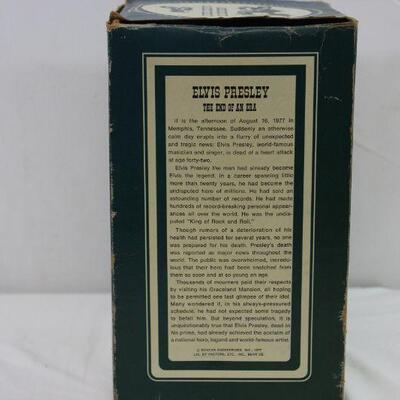 ELVIS PRESLEY
THE END OF AN ERA
It is the afternoon of August 16, 1977 in
Memphis, Tennessee. Suddenly an otherwise
calm day erupts into a flurry of unexpected
and tragic news: Elvis Presley, world-famous
musician and singer, is dead of a heart attack
at age forty-two.
Elvis Presley the man had already become
Elvis the legend. In a career spanning little
more than twenty years, he had become the
undisputed hero of millions. He had sold an
astounding number of records. He had made
hundreds of record-breaking personal appear-
ances all over the world. He was the undis-
puted "King of Rock and Roll."
Though rumors of a deterioration of his
health had persisted for several years, no one
was prepared for his death. Presley's death
was reported as major news throughout the
world. The public was overwhelmed, incredu-
lous that their hero had been snatched from
them so soon and at so young an age.
Thousands of mourners paid their respects
by visiting his Graceland Mansion, all hoping
to be permitted one last glimpse of their idol.
Many wondered if, in his always-pressured
schedule, he had not expected some tragedy
to befall him. But beyond speculation, it is
unquestionably true that Elvis Presley, dead in
his prime, had already achieved the acclaim of
a national hero, legend and world-famous artist.
© BOXCAR ENTERPRISES, INC., 1977
LIC. BY FACTORS, ETC., INC., BEAR DE